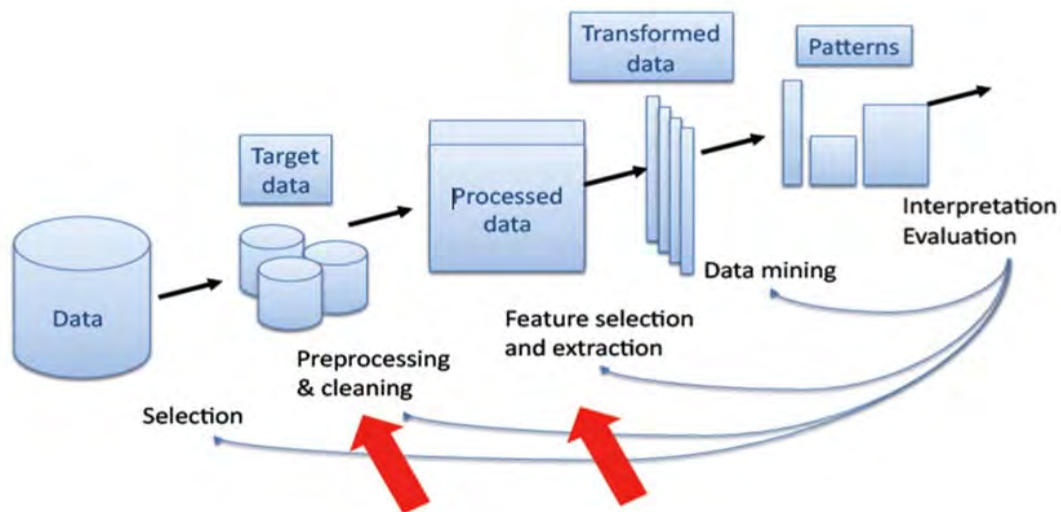 Transformed
data
Patterns
Target
data
Processed
data
Data
Interpretation
Evaluation
Data mining
Feature selection
and extraction
Preprocessing
& cleaning
Selection